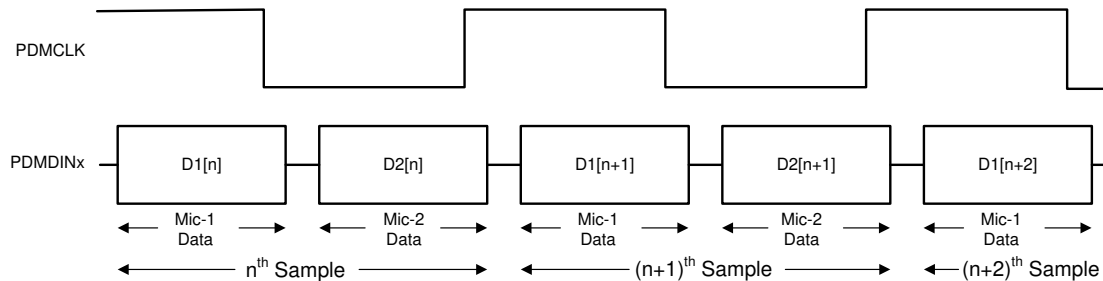 PDMCLK
PDMDINx
D1[n]
D2[n]
D1[n+1]
D2[n+1]
D1[n+2]
Mic-1
Data
Mic-2
Data
Mic-1
Data
Mic-2
Data
Mic-1
Data
nth Sample
(n+1)th Sample
(n+2)th Sample